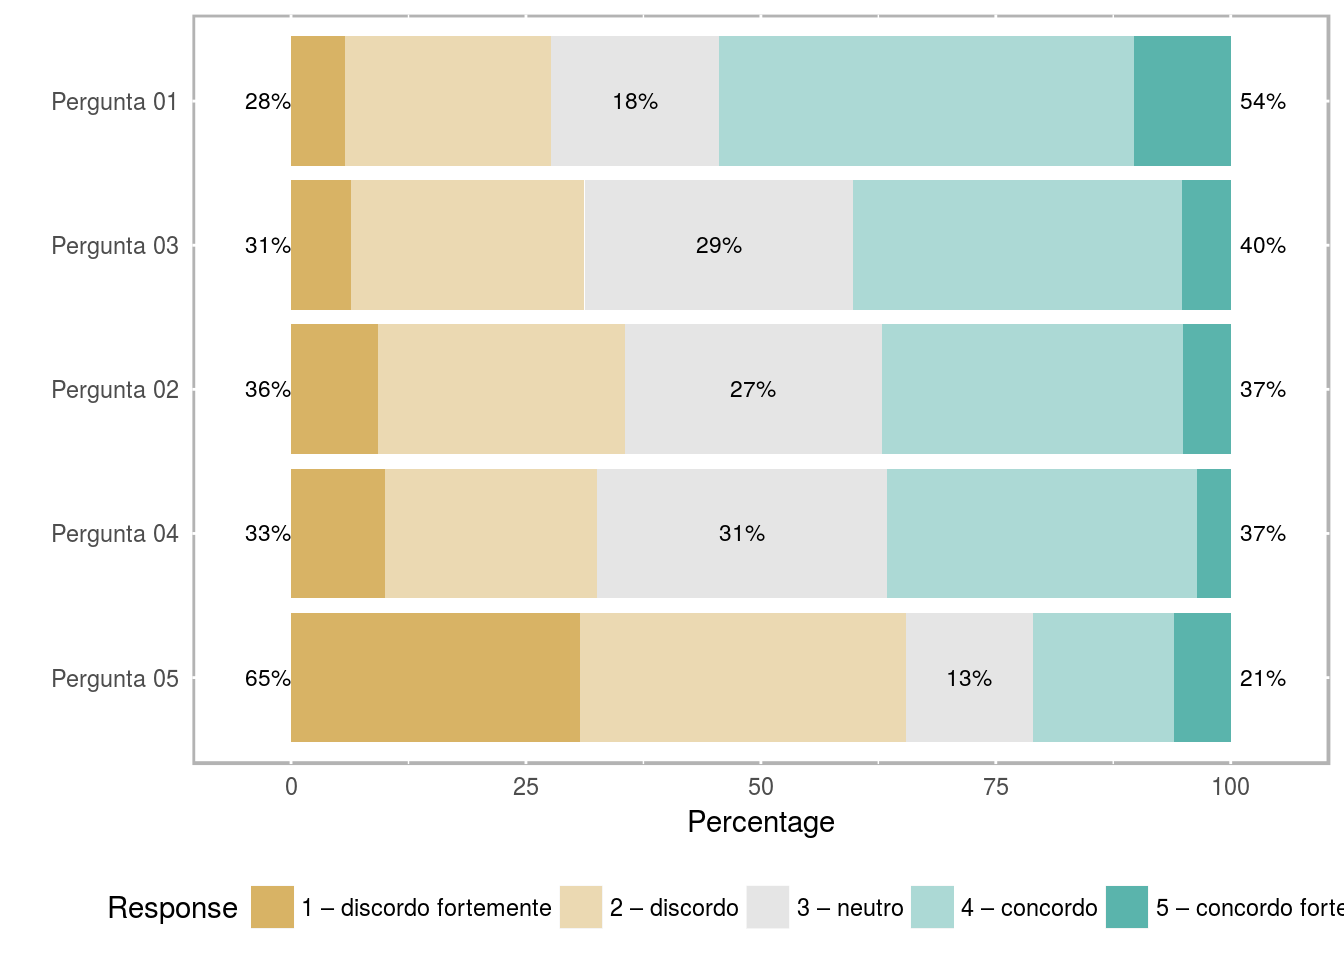 Pergunta 01 28% 18% 54%
Pergunta 03 31% 29% 40%
Pergunta 02 36% 27% 37%
Pergunta 04 33% 31% 37%
Pergunta 05 65% 13% 21%
0 25 50 75 100
Percentage
Response 1 – discordo fortemente 2 – discordo 3 – neutro 4 – concordo 5 – concordo forte